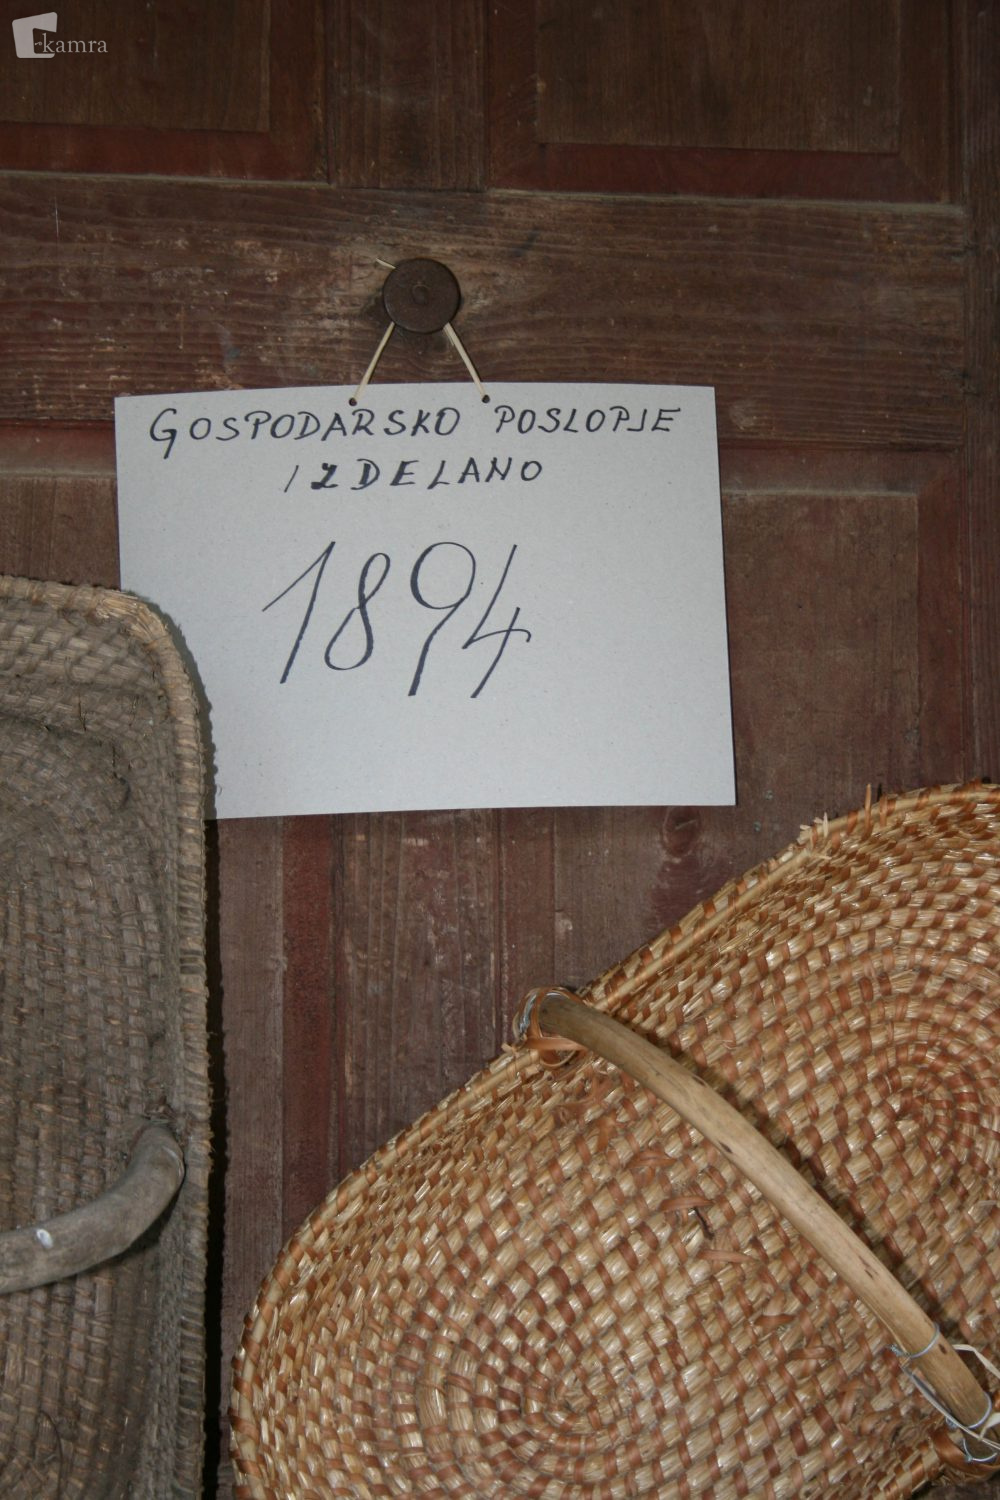 kamra
GOSPODARSKO POSLOPJE
IZDELANO
1894